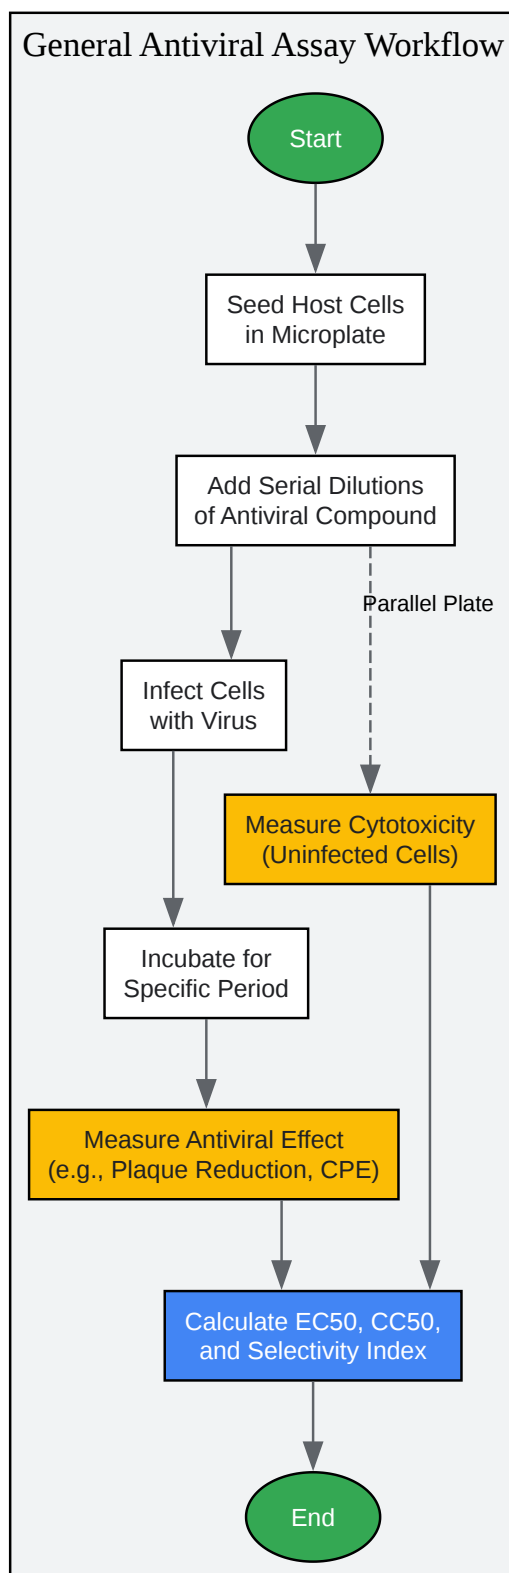 General Antiviral Assay Workflow
Start
Seed Host Cells
in Microplate
Add Serial Dilutions
of Antiviral Compound
Parallel Plate
Infect Cells
with Virus
Measure Cytotoxicity
(Uninfected Cells)
Incubate for
Specific Period
Measure Antiviral Effect
(e.g., Plaque Reduction, CPE)
Calculate EC50, CC50,
and Selectivity Index
End